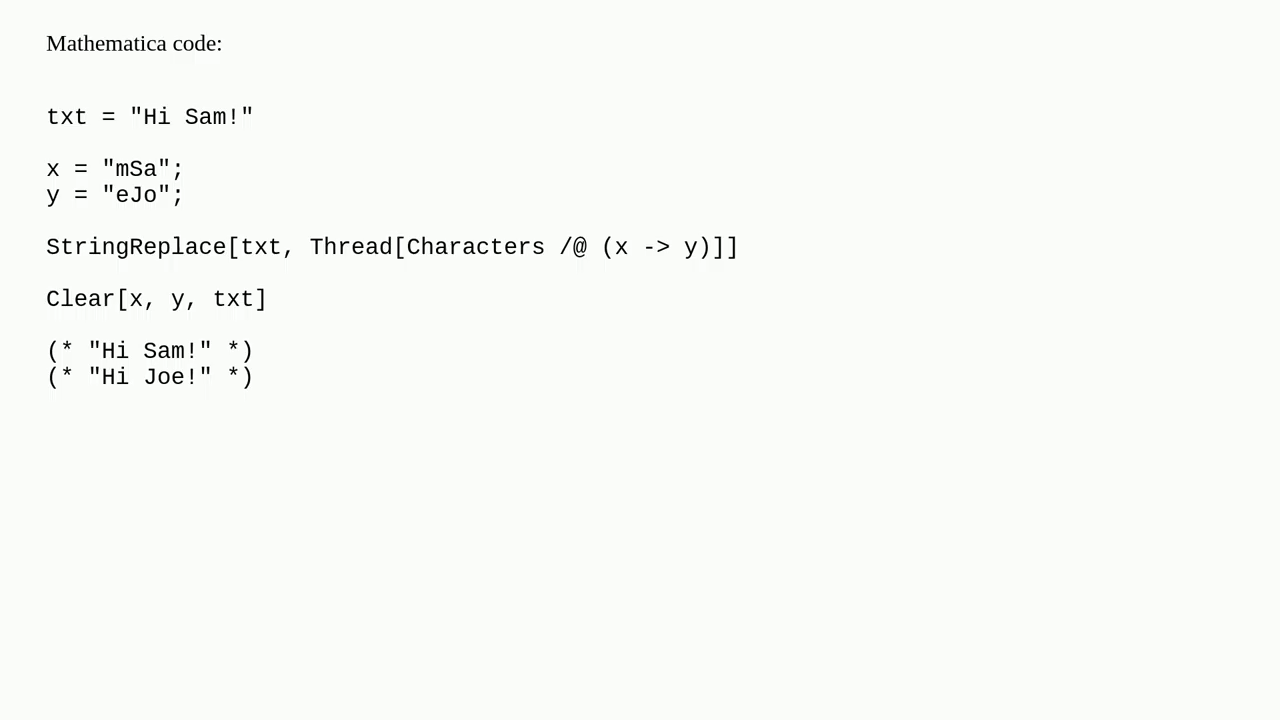 Mathematica code:
txt = "Hi Sam!"
x = "mSa";
y = "eJo";
StringReplace[txt, Thread[Characters /@ (x -> y)]]
Clear[x, y, txt]
(* "Hi Sam!" *)
(* "Hi Joe!" *)